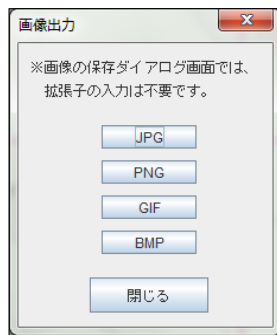 画像出力
※画像の保存ダイアログ画面では、
拡張子の入力は不要です。
JPG
PNG
GIF
BMP
閉じる